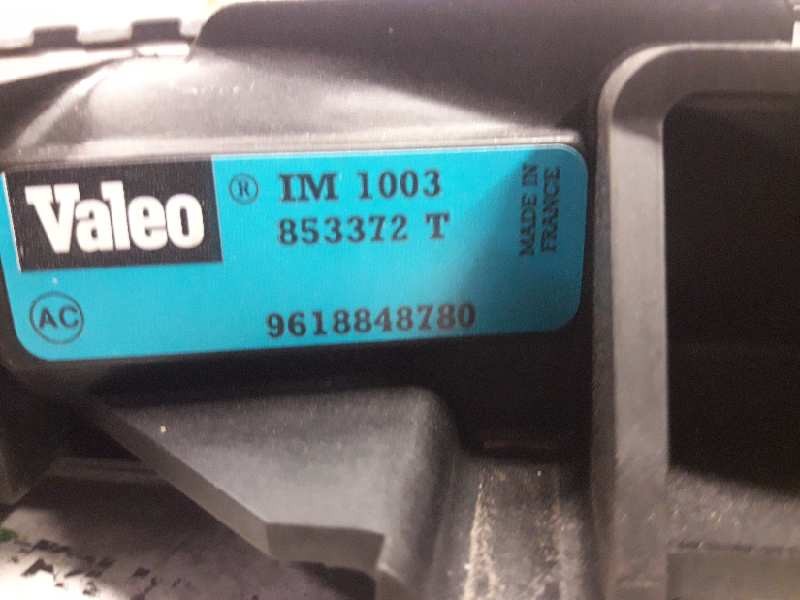 Valeo ® IM 1003
853372 T
MADE IN
FRANCE
AC
9618848780